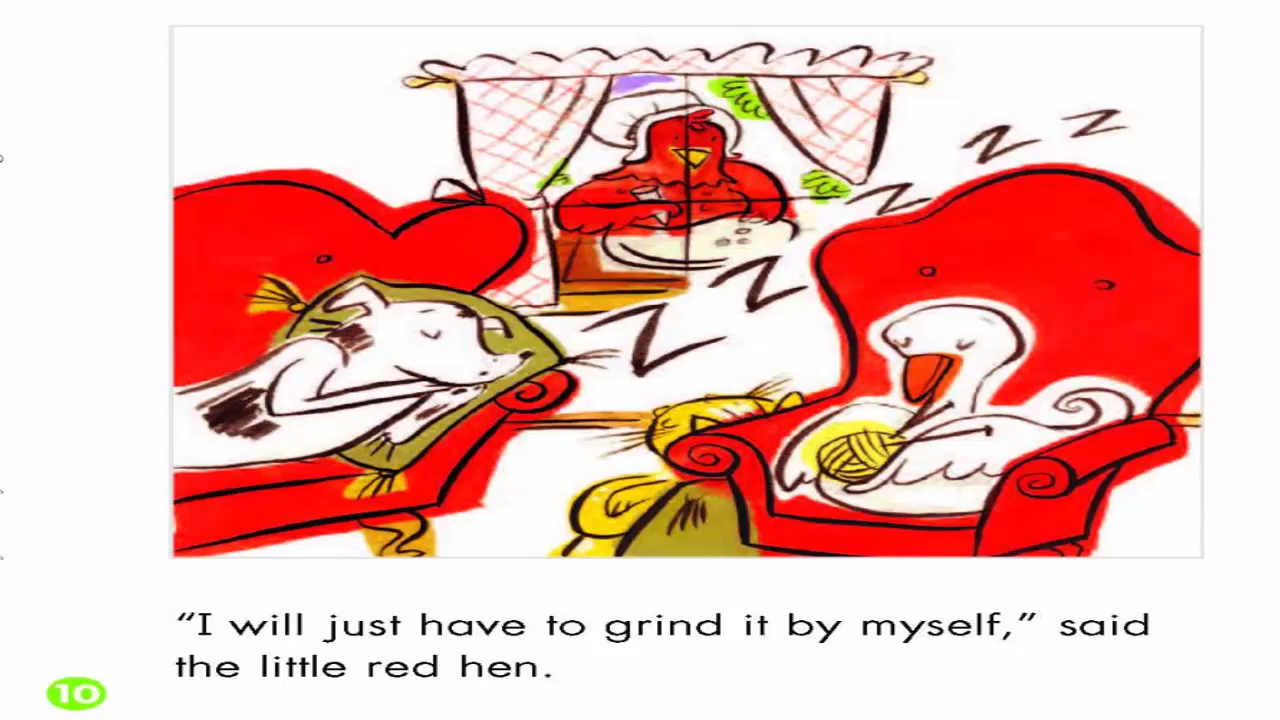 Z Z
Z
Z
Z
"I will just have to grind it by myself," said
the little red hen.
10